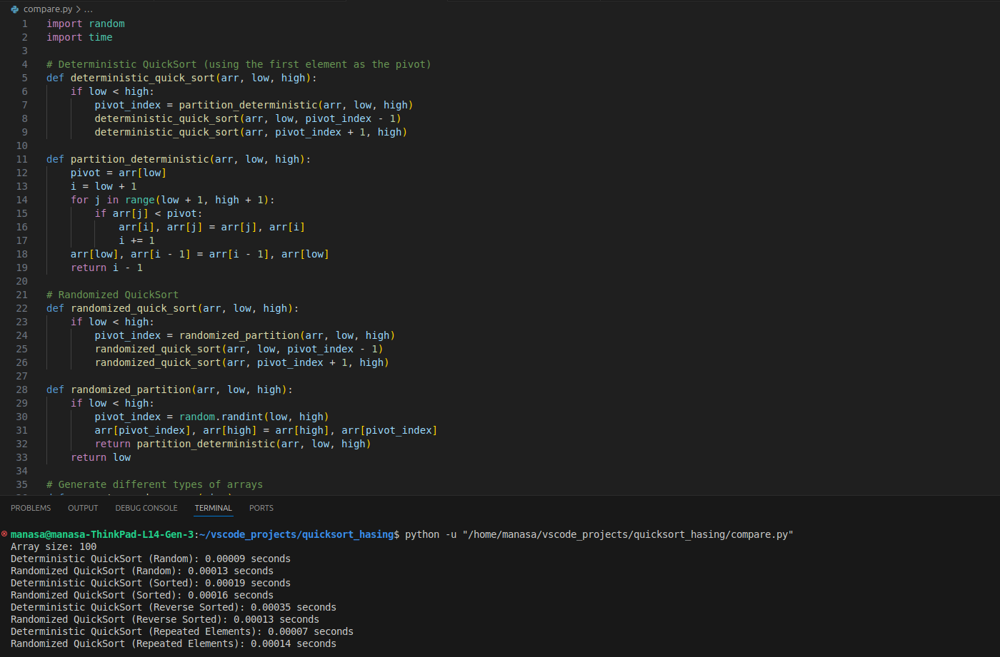 compare.py > ...
1 import random
2 import time
3
4 # Deterministic QuickSort (using the first element as the pivot)
5 def deterministic_quick_sort(arr, low, high):
6     if low < high:
7         pivot_index = partition_deterministic(arr, low, high)
8         deterministic_quick_sort(arr, low, pivot_index - 1)
9         deterministic_quick_sort(arr, pivot_index + 1, high)
10
11 def partition_deterministic(arr, low, high):
12     pivot = arr[low]
13     i = low + 1
14     for j in range(low + 1, high + 1):
15         if arr[j] < pivot:
16             arr[i], arr[j] = arr[j], arr[i]
17             i += 1
18     arr[low], arr[i - 1] = arr[i - 1], arr[low]
19     return i - 1
20
21 # Randomized QuickSort
22 def randomized_quick_sort(arr, low, high):
23     if low < high:
24         pivot_index = randomized_partition(arr, low, high)
25         randomized_quick_sort(arr, low, pivot_index - 1)
26         randomized_quick_sort(arr, pivot_index + 1, high)
27
28 def randomized_partition(arr, low, high):
29     if low < high:
30         pivot_index = random.randint(low, high)
31         arr[pivot_index], arr[high] = arr[high], arr[pivot_index]
32         return partition_deterministic(arr, low, high)
33     return low
34
35 # Generate different types of arrays
PROBLEMS OUTPUT DEBUG CONSOLE TERMINAL PORTS
manasa@manasa-ThinkPad-L14-Gen-3:~/vscode_projects/quicksort_hasing$ python -u "/home/manasa/vscode_projects/quicksort_hasing/compare.py"
Array size: 100
Deterministic QuickSort (Random): 0.00009 seconds
Randomized QuickSort (Random): 0.00013 seconds
Deterministic QuickSort (Sorted): 0.00019 seconds
Randomized QuickSort (Sorted): 0.00016 seconds
Deterministic QuickSort (Reverse Sorted): 0.00035 seconds
Randomized QuickSort (Reverse Sorted): 0.00013 seconds
Deterministic QuickSort (Repeated Elements): 0.00007 seconds
Randomized QuickSort (Repeated Elements): 0.00014 seconds